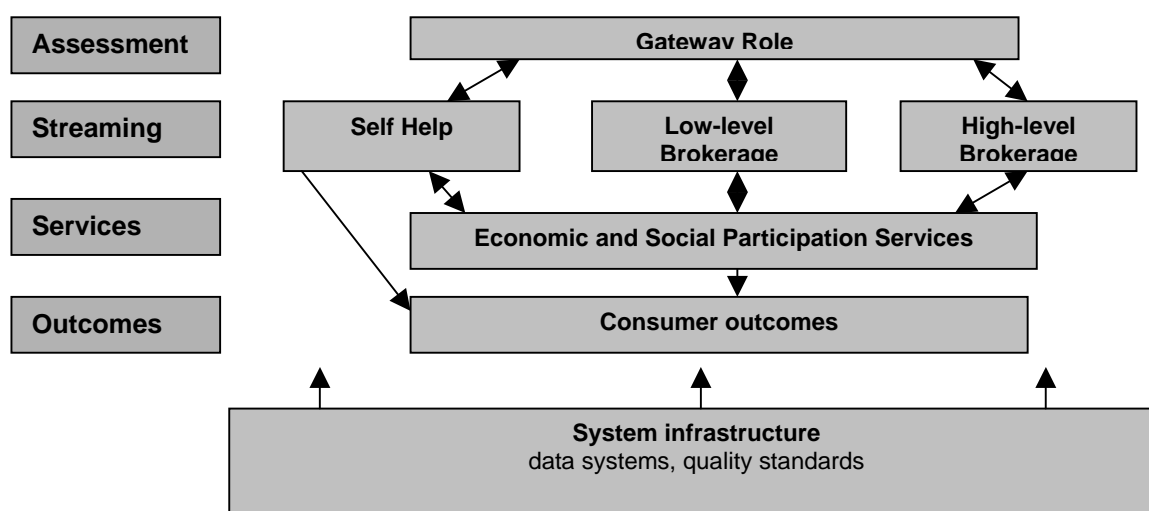 Assessment
Gateway Role
Streaming
Self Help
Low-level
Brokerage
High-level
Brokerage
Services
Economic and Social Participation Services
Outcomes
Consumer outcomes
System infrastructure
data systems, quality standards